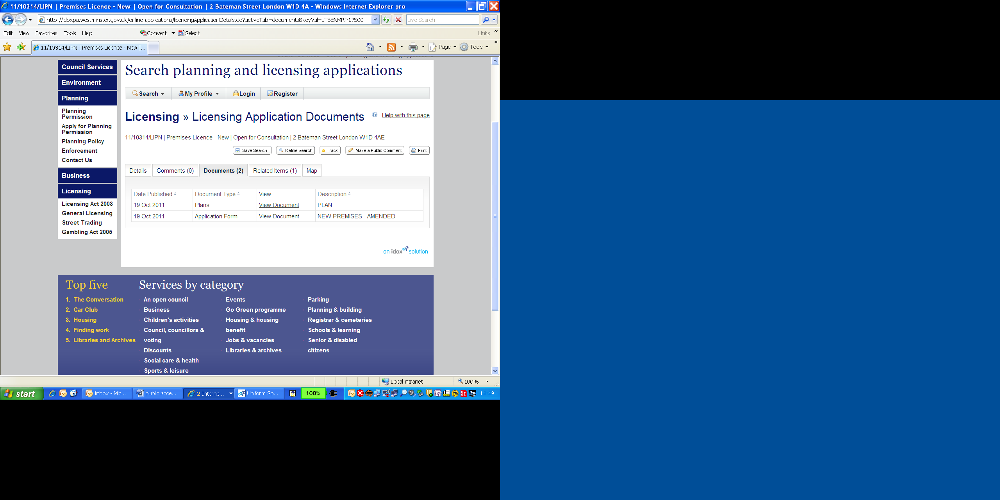 11/10314/LIPN | Premises Licence - New | Open for Consultation | 2 Bateman Street London W1D 4A - Windows Internet Explorer pro
http://idoxpa.westminster.gov.uk/online-applications/licencingApplicationDetails.do?activeTab=documents&keyVal=LTBENMRP17S00
Live Search
Edit View Favorites Tools Help Convert Select Links
11/10314/LIPN | Premises Licence - New |... Page Tools
Council Services Search planning and licensing applications
Council Services
Environment
Planning
Planning
Permission
Apply for Planning
Permission
Planning Policy
Enforcement
Contact Us
Business
Licensing
Licensing Act 2003
General Licensing
Street Trading
Gambling Act 2005
Search planning and licensing applications
Search My Profile Login Register
Licensing » Licensing Application Documents Help with this page
11/10314/LIPN | Premises Licence - New | Open for Consultation | 2 Bateman Street London W1D 4AE
Save Search Refine Search Track Make a Public Comment Print
Details Comments (0) Documents (2) Related Items (1) Map
Date Published Document Type View Description
19 Oct 2011 Plans View Document PLAN
19 Oct 2011 Application Form View Document NEW PREMISES - AMENDED
an idox solution
Top five
1. The Conversation
2. Car Club
3. Housing
4. Finding work
5. Libraries and Archives
Services by category
An open council
Business
Children's activities
Council, councillors &
voting
Discounts
Social care & health
Sports & leisure
Events
Go Green programme
Housing & housing
benefit
Jobs & vacancies
Libraries & archives
Parking
Planning & building
Registrar & cemeteries
Schools & learning
Senior & disabled
citizens
Local intranet 100%
start Inbox - Mic... public acce... 2 Interne... Uniform Sp... 100% 14:49